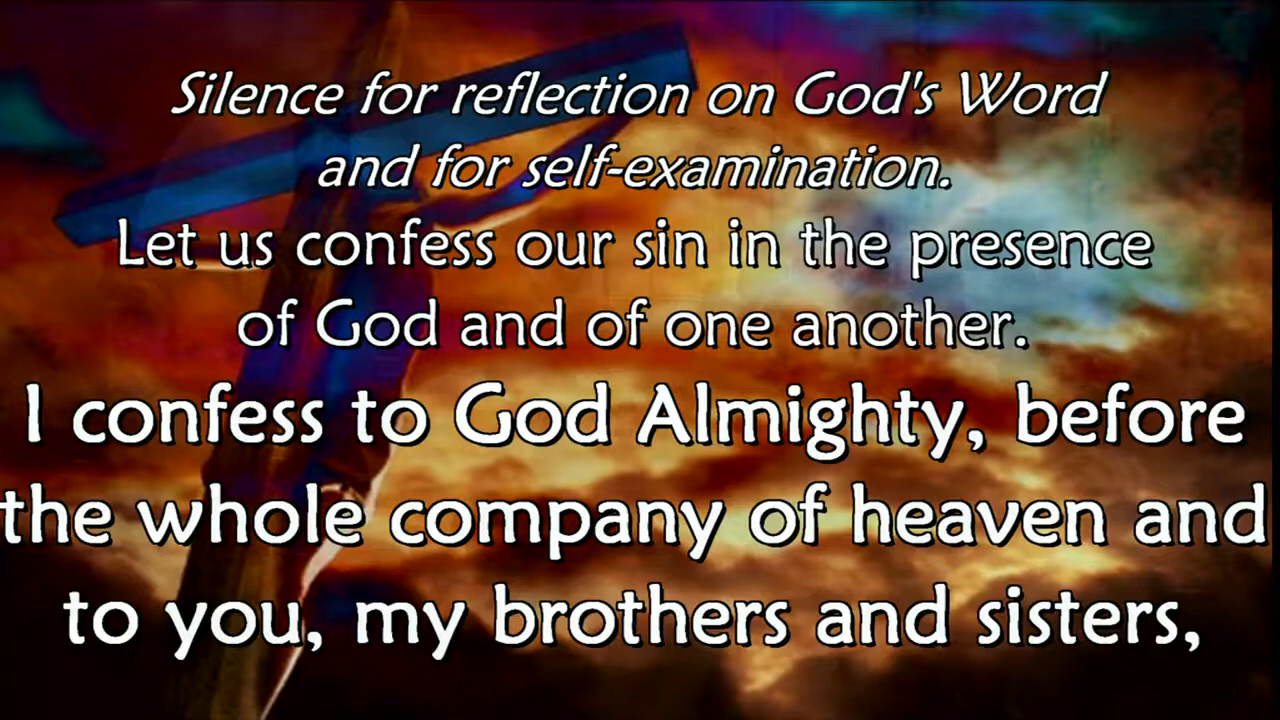 Silence for reflection on God's Word
and for self-examination.
Let us confess our sin in the presence
of God and of one another.
I confess to God Almighty, before
the whole company of heaven and
to you, my brothers and sisters,